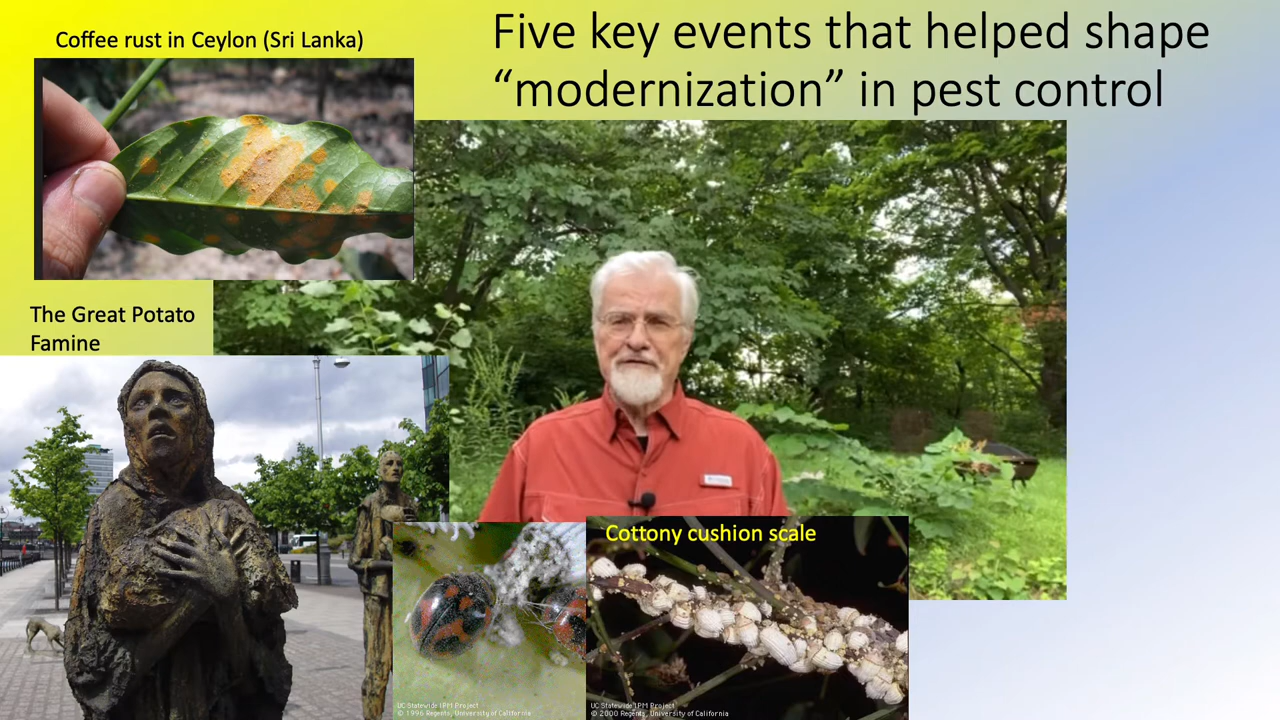 Coffee rust in Ceylon (Sri Lanka)
Five key events that helped shape
“modernization” in pest control
The Great Potato
Famine
Cottony cushion scale
UC Statewide IPM Project
© 1996 Regents, University of California
UC Statewide IPM Project
© 2000 Regents, University of California